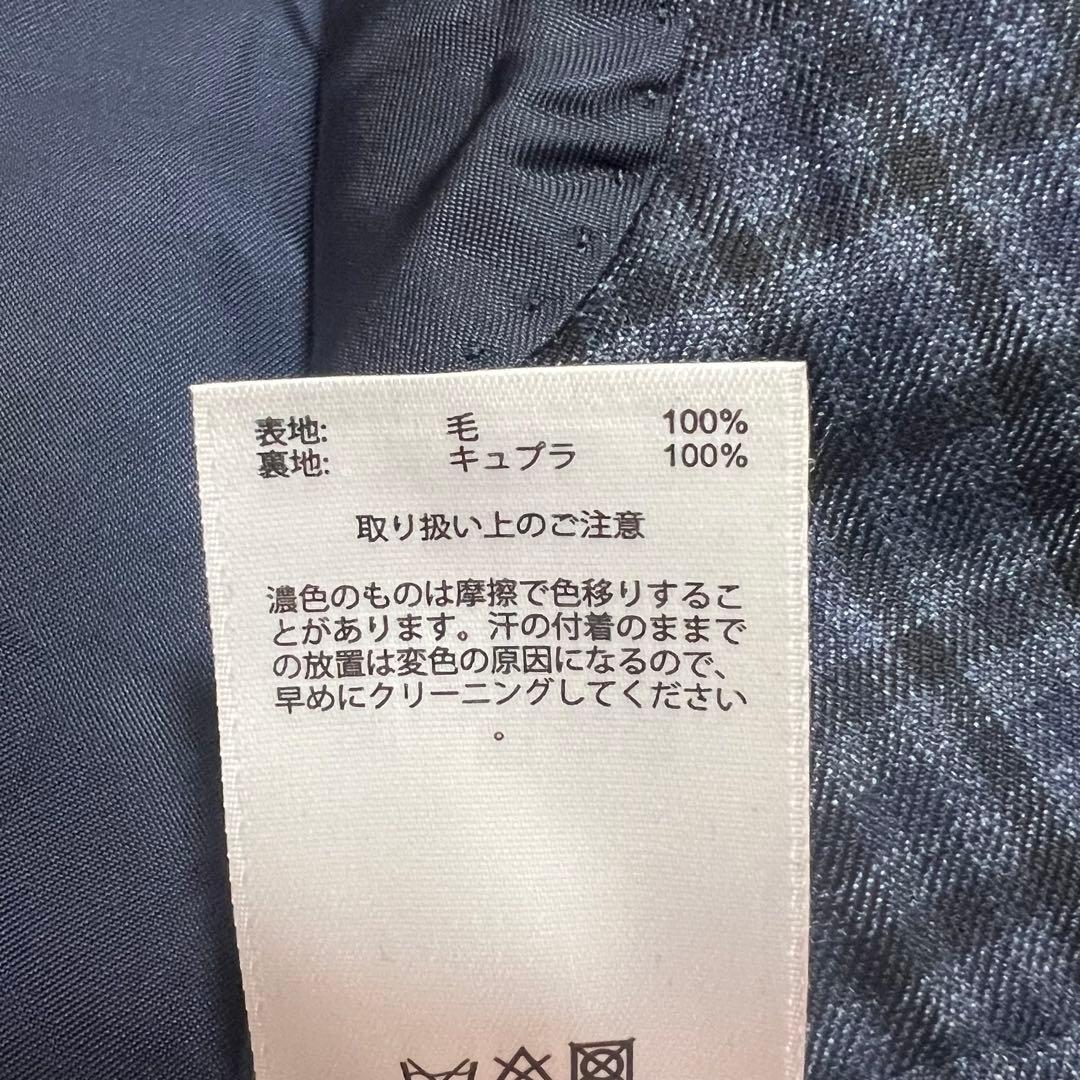 表地: 毛 100%
裏地: キュプラ 100%
取り扱い上のご注意
濃色のものは摩擦で色移りするこ
とがあります。汗の付着のままで
の放置は変色の原因になるので、
早めにクリーニングしてください
。